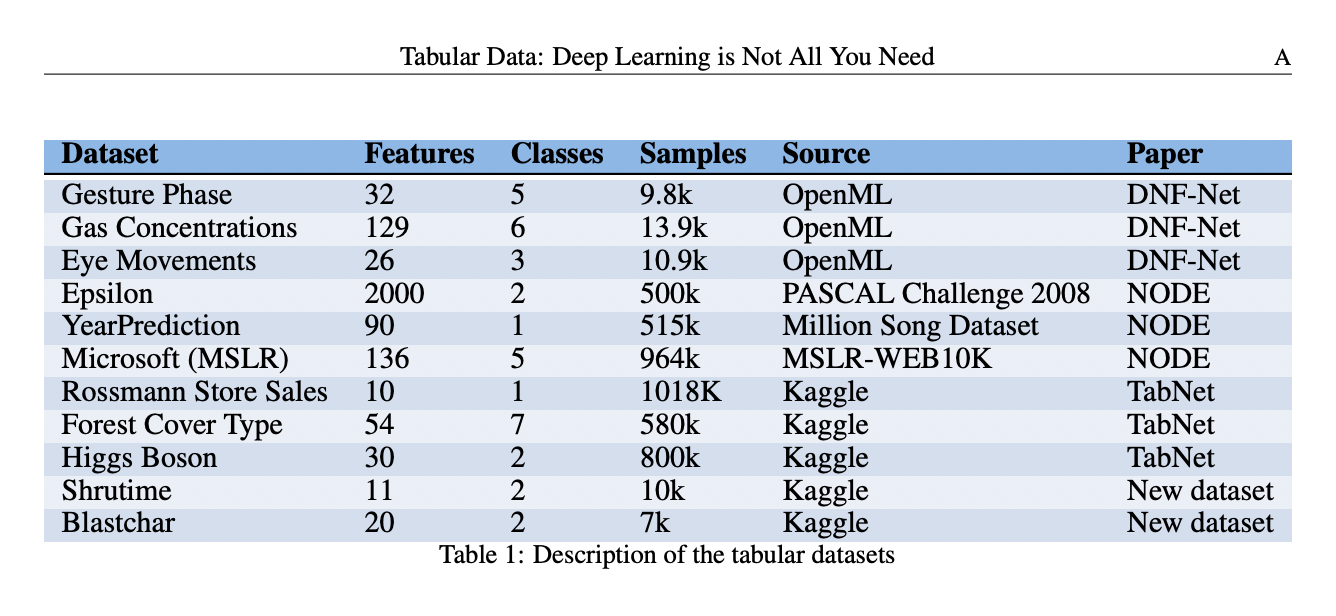 Tabular Data: Deep Learning is Not All You Need A
Dataset Features Classes Samples Source Paper
Gesture Phase 32 5 9.8k OpenML DNF-Net
Gas Concentrations 129 6 13.9k OpenML DNF-Net
Eye Movements 26 3 10.9k OpenML DNF-Net
Epsilon 2000 2 500k PASCAL Challenge 2008 NODE
YearPrediction 90 1 515k Million Song Dataset NODE
Microsoft (MSLR) 136 5 964k MSLR-WEB10K NODE
Rossmann Store Sales 10 1 1018K Kaggle TabNet
Forest Cover Type 54 7 580k Kaggle TabNet
Higgs Boson 30 2 800k Kaggle TabNet
Shrutime 11 2 10k Kaggle New dataset
Blastchar 20 2 7k Kaggle New dataset
Table 1: Description of the tabular datasets